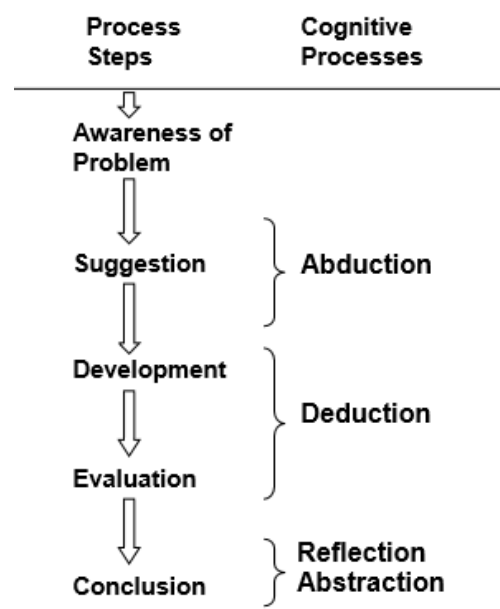 Process
Steps
Cognitive
Processes
Awareness of
Problem
Suggestion
Abduction
Development
Deduction
Evaluation
Reflection
Abstraction
Conclusion